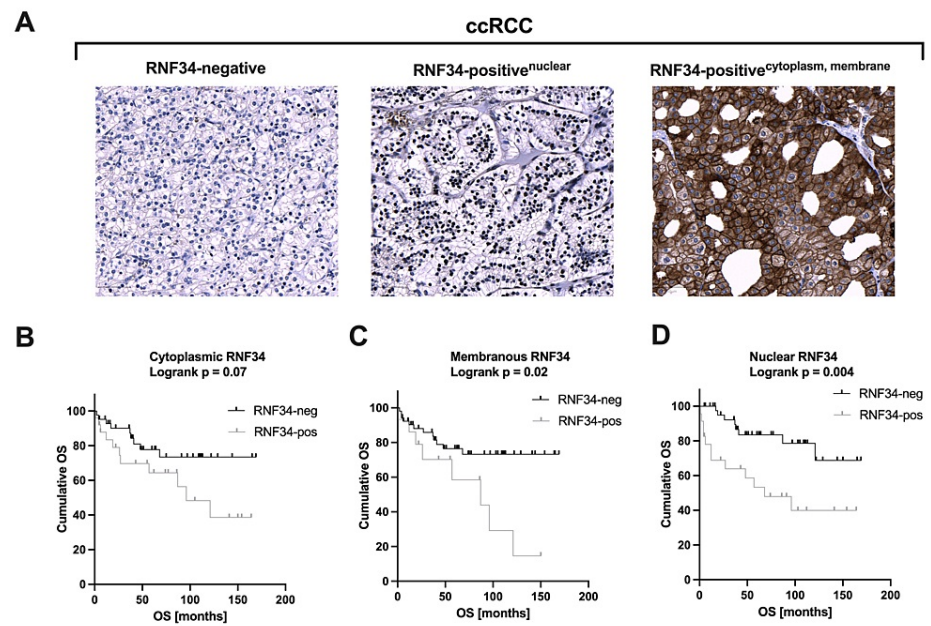 A
ccRCC
RNF34-negative
RNF34-positivenuclear
RNF34-positivecytoplasm, membrane
B
Cytoplasmic RNF34
Logrank p = 0.07
RNF34-neg
RNF34-pos
Cumulative OS
100
80
60
40
20
0
0 50 100 150 200
OS [months]
C
Membranous RNF34
Logrank p = 0.02
RNF34-neg
RNF34-pos
Cumulative OS
100
80
60
40
20
0
0 50 100 150 200
OS [months]
D
Nuclear RNF34
Logrank p = 0.004
RNF34-neg
RNF34-pos
Cumulative OS
100
80
60
40
20
0
0 50 100 150 200
OS [months]